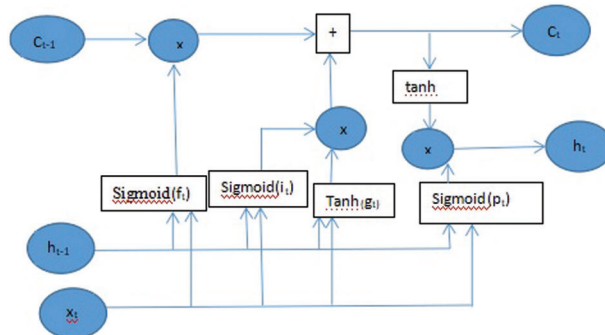 Cₜ₋₁
x
+
Cₜ
tanh
x
x
hₜ
Sigmoid(fₜ)
Sigmoid(iₜ)
Tanh(gₜ)
Sigmoid(pₜ)
hₜ₋₁
xₜ